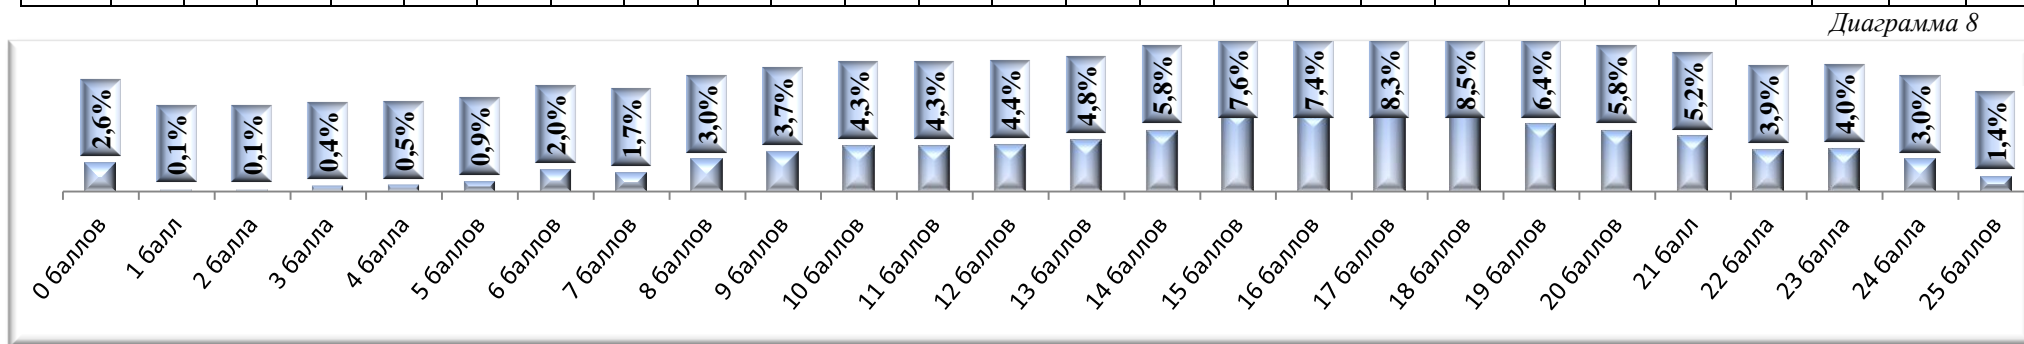 Диаграмма 8
2,6% 0,1% 0,1% 0,4% 0,5% 0,9% 2,0% 1,7% 3,0% 3,7% 4,3% 4,3% 4,4% 4,8% 5,8% 7,6% 7,4% 8,3% 8,5% 6,4% 5,8% 5,2% 3,9% 4,0% 3,0% 1,4%
0 баллов 1 балл 2 балла 3 балла 4 балла 5 баллов 6 баллов 7 баллов 8 баллов 9 баллов 10 баллов 11 баллов 12 баллов 13 баллов 14 баллов 15 баллов 16 баллов 17 баллов 18 баллов 19 баллов 20 баллов 21 балл 22 балла 23 балла 24 балла 25 баллов